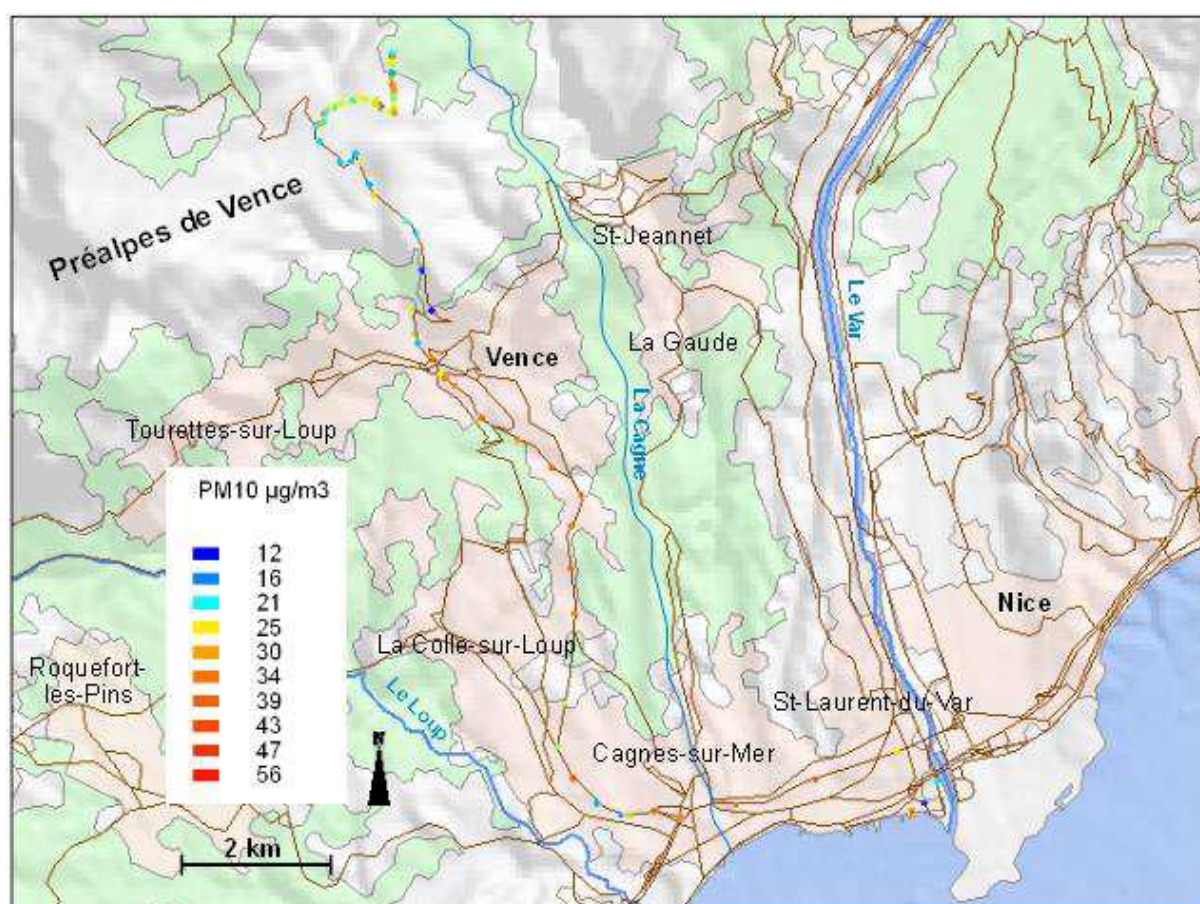 Préalpes de Vence
St-Jeannet
Le Var
La Gaude
Vence
La Cagne
Tourettes-sur-Loup
PM10 µg/m3
12
16
21
25
30
34
39
43
47
56
Nice
La Colle-sur-Loup
Roquefort-
les-Pins
Le Loup
St-Laurent-du-Var
N
Cagnes-sur-Mer
2 km